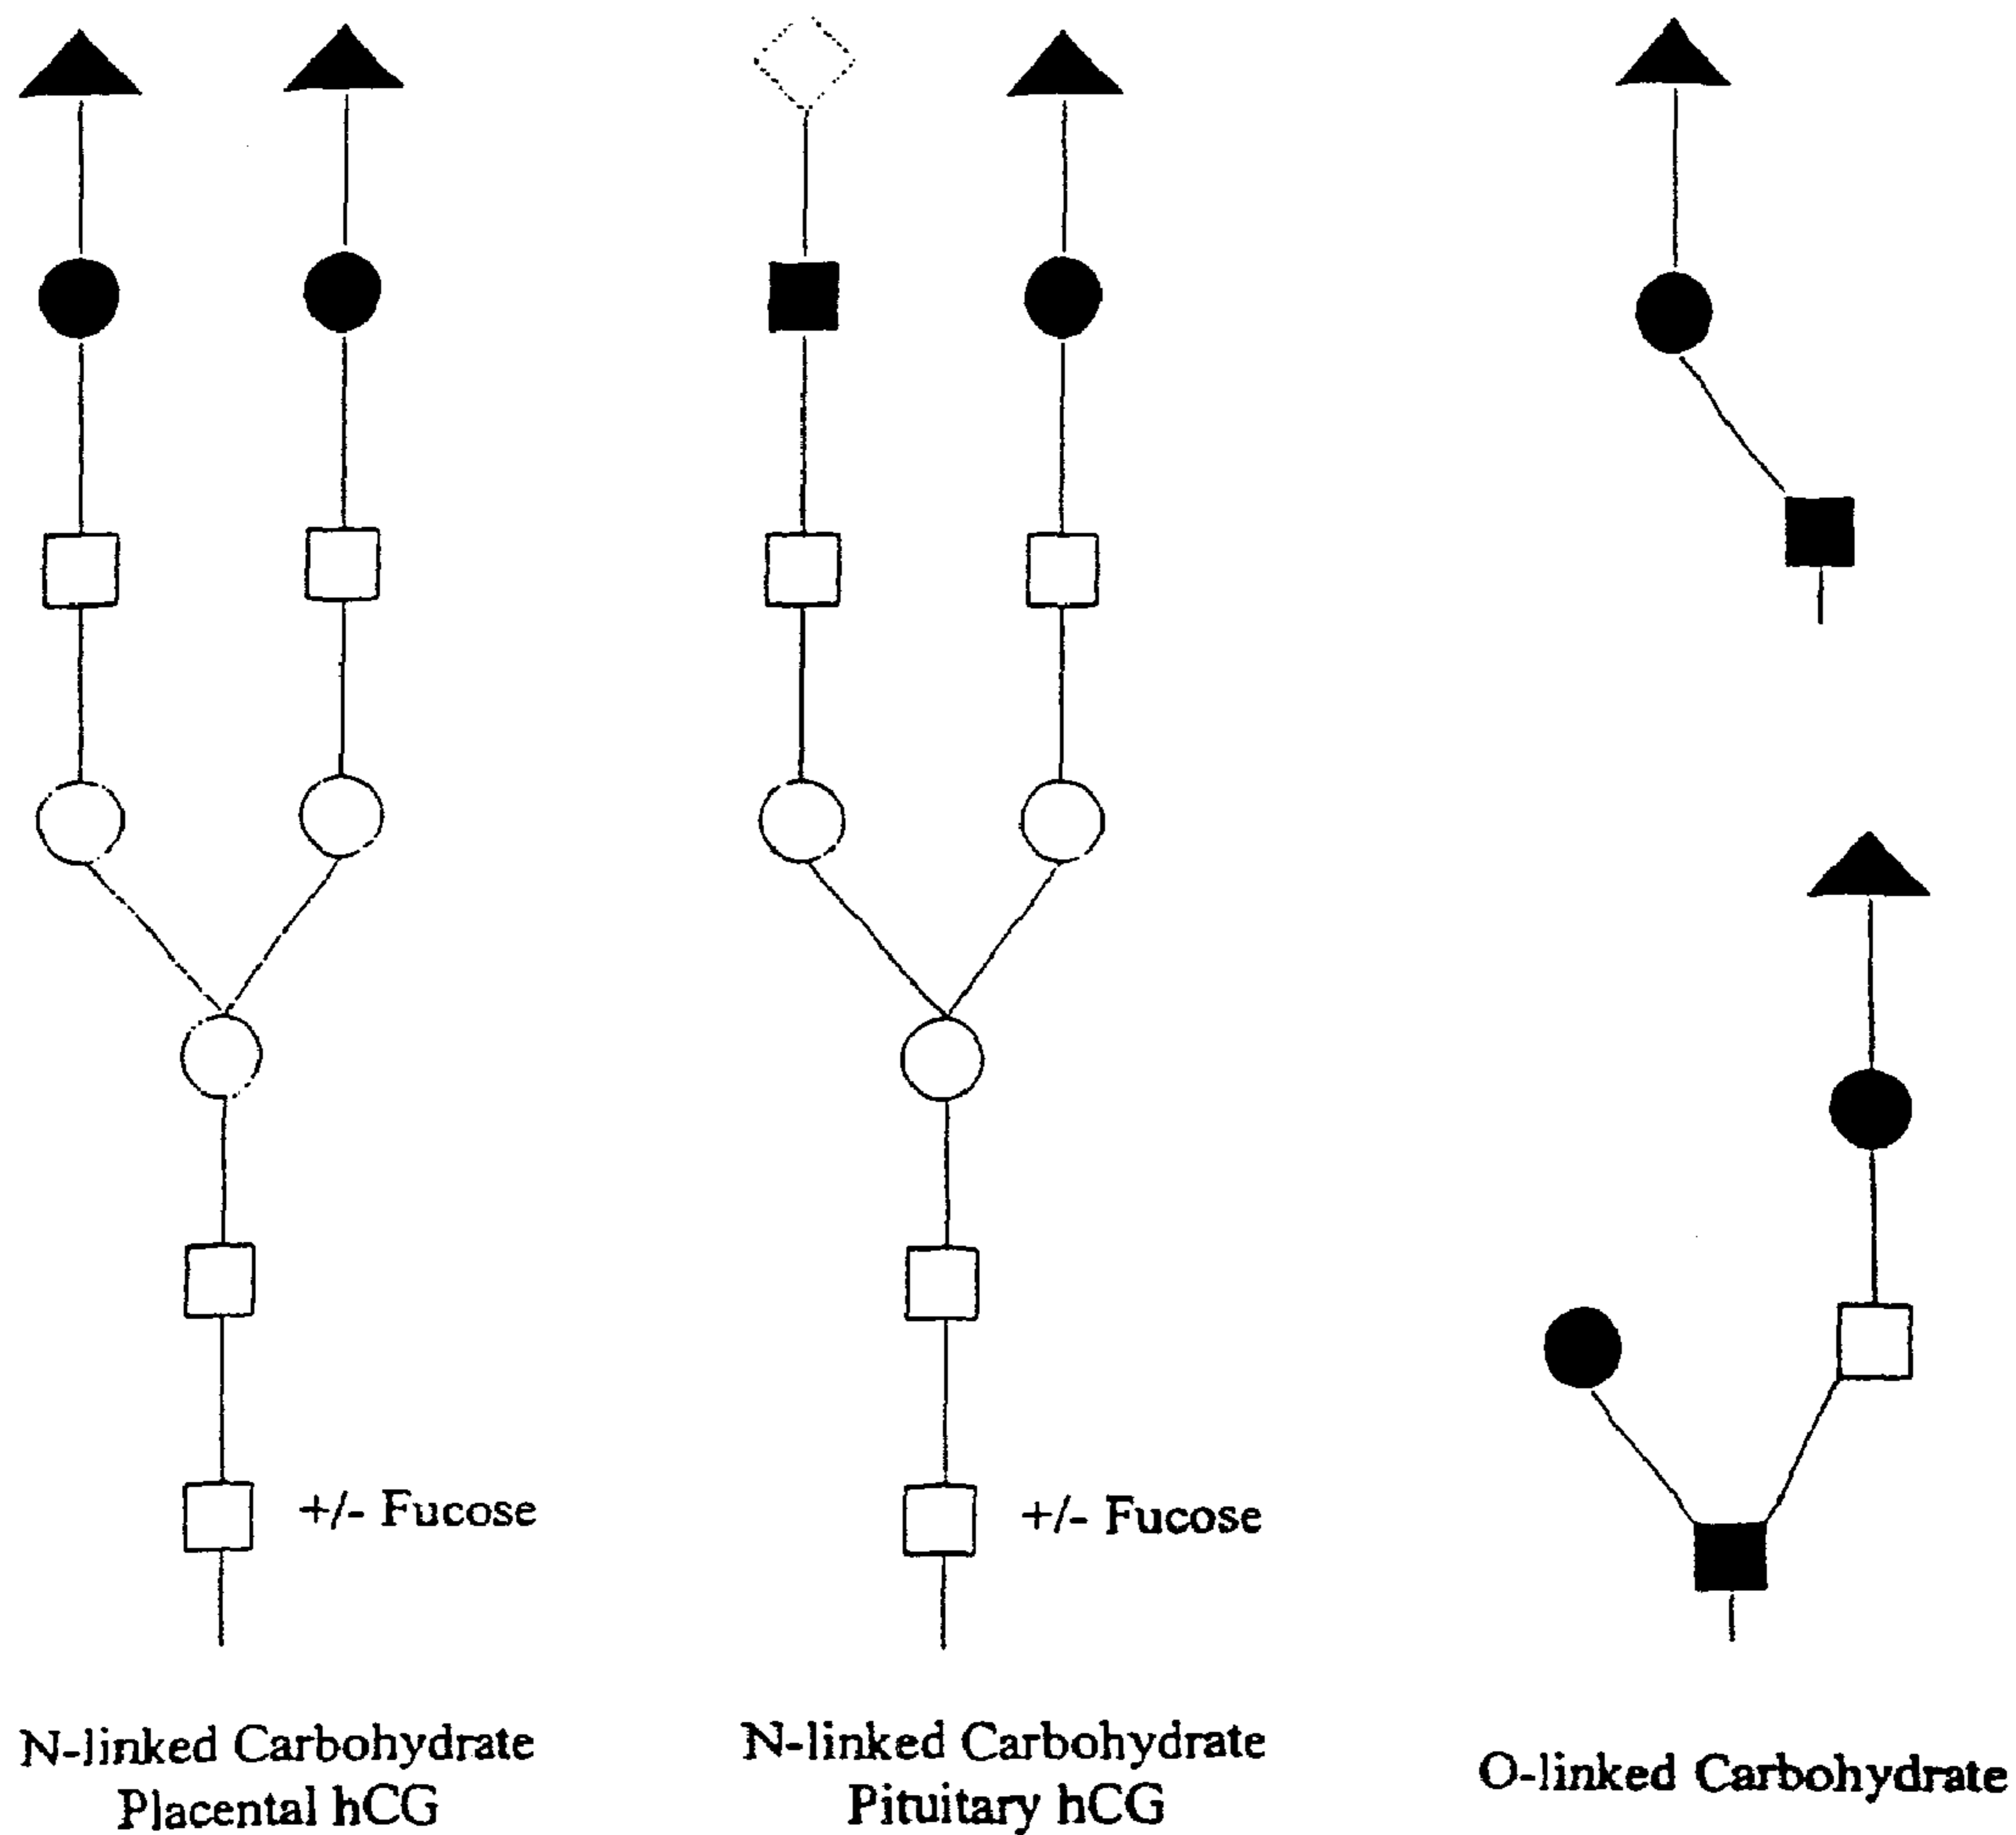 +/- Fucose
+/- Fucose
N-linked Carbohydrate
Placental hCG
N-linked Carbohydrate
Pituitary hCG
O-linked Carbohydrate